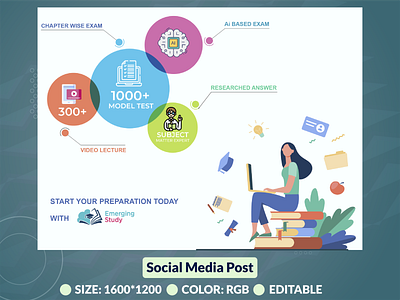 CHAPTER WISE EXAM
Ai BASED EXAM
AI
1000+
MODEL TEST
RESEARCHED ANSWER
300+
SUBJECT
MATTER EXPERT
VIDEO LECTURE
START YOUR PREPARATION TODAY
WITH Emerging
Study
Social Media Post
SIZE: 1600*1200 COLOR: RGB EDITABLE